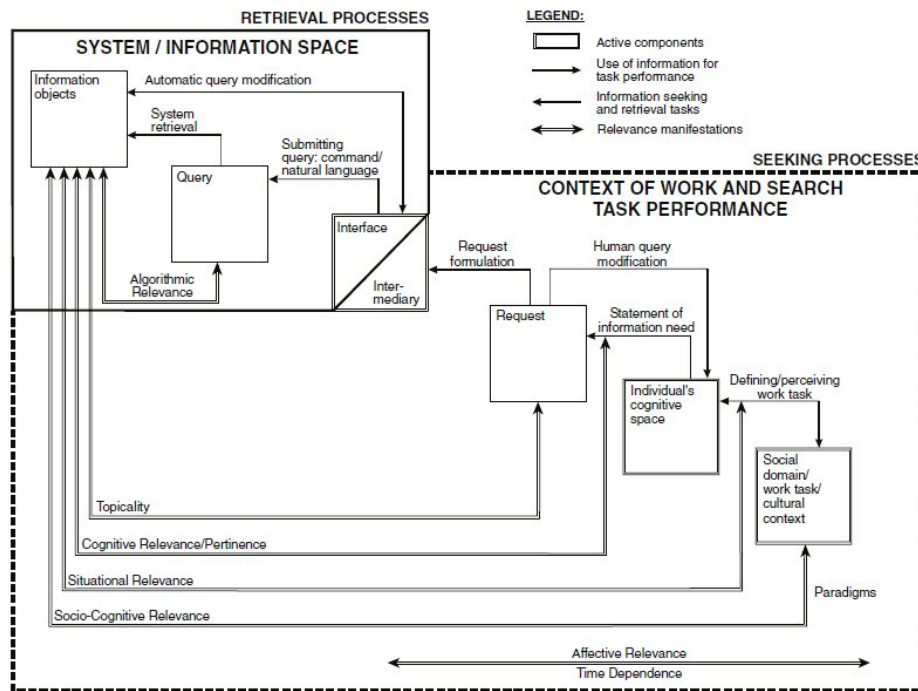 RETRIEVAL PROCESSES
SYSTEM / INFORMATION SPACE
Information
objects
Automatic query modification
System
retrieval
Submitting
query: command/
natural language
Query
Interface
Inter-
mediary
Algorithmic
Relevance
LEGEND:
Active components
Use of information for
task performance
Information seeking
and retrieval tasks
Relevance manifestations
SEEKING PROCESSES
CONTEXT OF WORK AND SEARCH
TASK PERFORMANCE
Request
formulation
Human query
modification
Request
Statement of
information need
Individual's
cognitive
space
Defining/perceiving
work task
Social
domain/
work task/
cultural
context
Topicality
Cognitive Relevance/Pertinence
Situational Relevance
Socio-Cognitive Relevance
Paradigms
Affective Relevance
Time Dependence